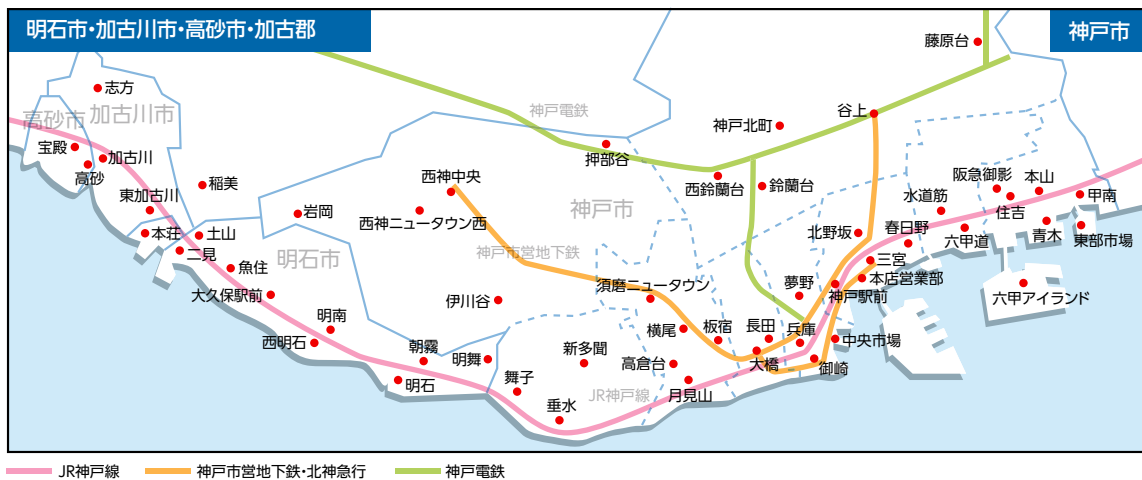 明石市・加古川市・高砂市・加古郡
神戸市
藤原台
志方
加古川市
高砂市
神戸電鉄
谷上
神戸北町
宝殿
加古川
高砂
押部谷
西鈴蘭台
鈴蘭台
稲美
東加古川
西神中央
西神ニュータウン西
岩岡
神戸市
阪急御影
本山
甲南
住吉
水道筋
春日野
六甲道
青木
東部市場
本荘
土山
二見
明石市
神戸市営地下鉄
北野坂
三宮
本店営業部
魚住
大久保駅前
伊川谷
須磨ニュータウン
夢野
神戸駅前
六甲アイランド
明南
西明石
横尾
板宿
長田
兵庫
中央市場
大橋
御崎
朝霧
明舞
新多聞
高倉台
月見山
明石
舞子
JR神戸線
垂水
JR神戸線
神戸市営地下鉄・北神急行
神戸電鉄